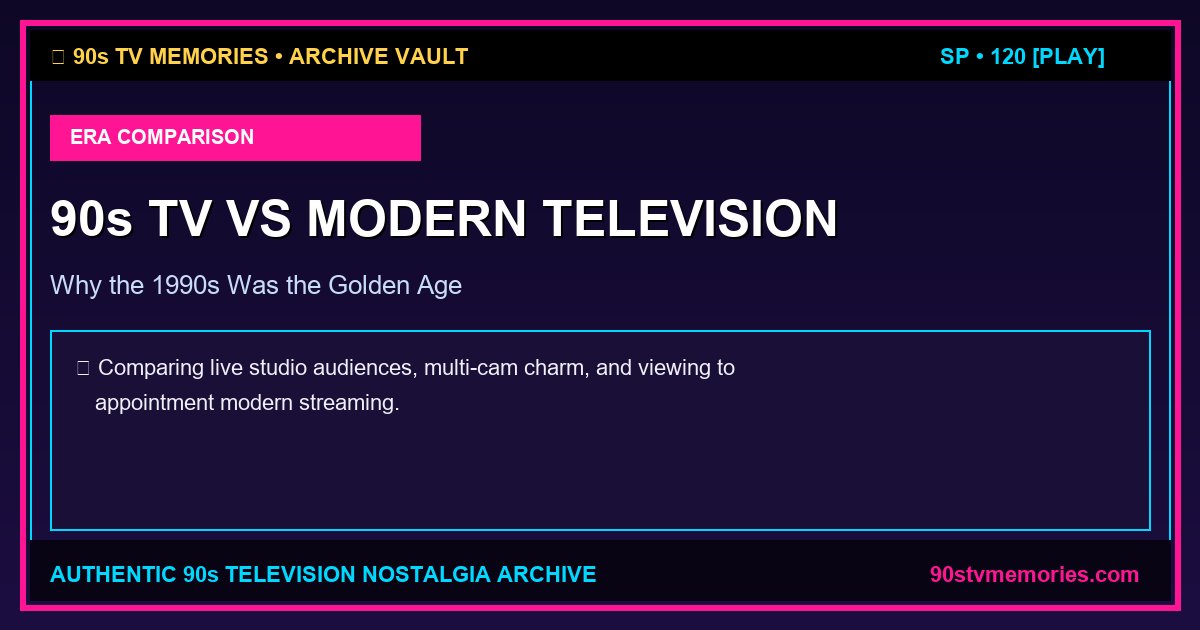 90s TV MEMORIES • ARCHIVE VAULT
SP • 120 [PLAY]
ERA COMPARISON
90s TV VS MODERN TELEVISION
Why the 1990s Was the Golden Age
Comparing live studio audiences, multi-cam charm, and viewing to
appointment modern streaming.
AUTHENTIC 90s TELEVISION NOSTALGIA ARCHIVE
90stvmemories.com